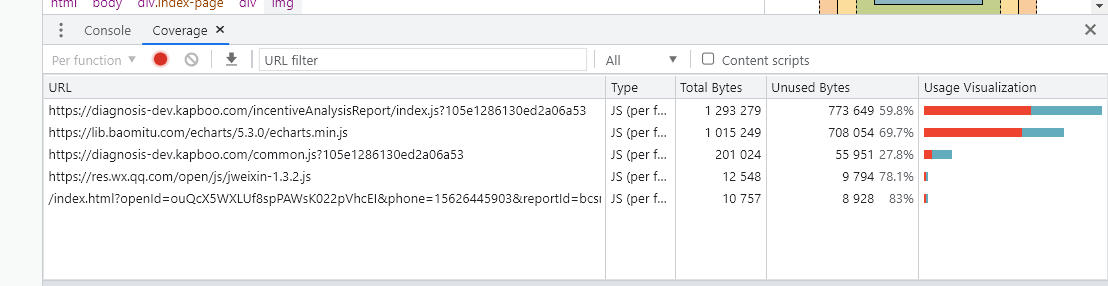 html body div.index-page div img
Console Coverage
Per function URL filter All Content scripts
URL Type Total Bytes Unused Bytes Usage Visualization
https://diagnosis-dev.kapboo.com/incentiveAnalysisReport/index.js?105e1286130ed2a06a53 JS (per f... 1 293 279 773 649 59.8%
https://lib.baomitu.com/echarts/5.3.0/echarts.min.js JS (per f... 1 015 249 708 054 69.7%
https://diagnosis-dev.kapboo.com/common.js?105e1286130ed2a06a53 JS (per f... 201 024 55 951 27.8%
https://res.wx.qq.com/open/js/jweixin-1.3.2.js JS (per f... 12 548 9 794 78.1%
/index.html?openId=ouQcX5WXLUf8spPAWsK022pVhcEI&phone=15626445903&reportId=bcsr JS (per f... 10 757 8 928 83%